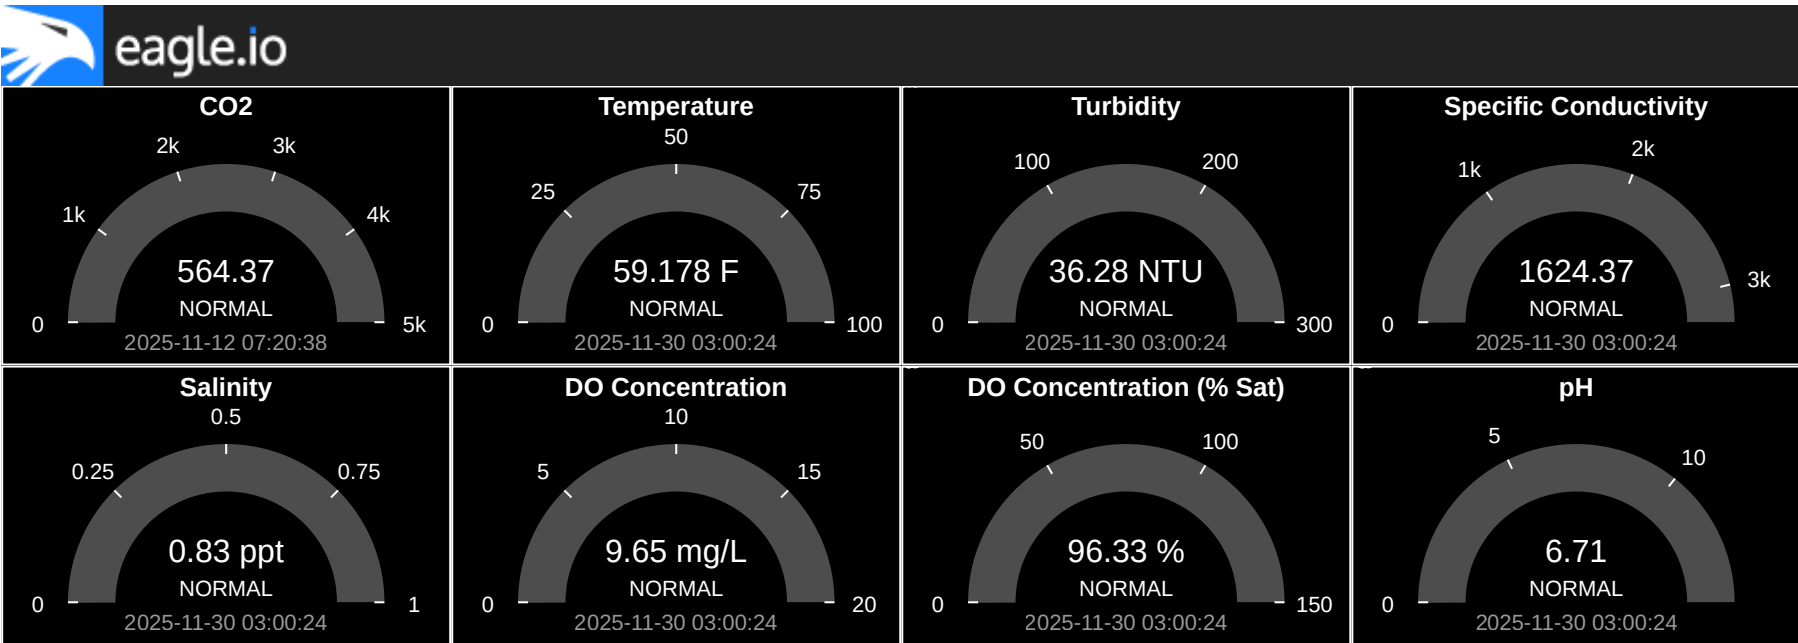 eagle.io
CO2
2k
3k
1k
4k
564.37
NORMAL
0
5k
2025-11-12 07:20:38
Temperature
50
25
75
59.178 F
NORMAL
0
100
2025-11-30 03:00:24
Turbidity
100
200
36.28 NTU
NORMAL
0
300
2025-11-30 03:00:24
Specific Conductivity
2k
1k
1624.37
3k
NORMAL
0
2025-11-30 03:00:24
Salinity
0.5
0.25
0.75
0.83 ppt
NORMAL
0
1
2025-11-30 03:00:24
DO Concentration
10
5
15
9.65 mg/L
NORMAL
0
20
2025-11-30 03:00:24
DO Concentration (% Sat)
50
100
96.33 %
NORMAL
0
150
2025-11-30 03:00:24
pH
5
10
6.71
NORMAL
0
2025-11-30 03:00:24